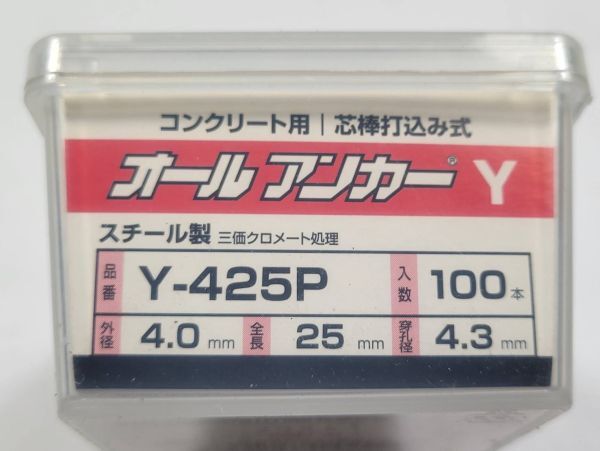 コンクリート用|芯棒打込み式
オールアンカー® Y
スチール製 三価クロメート処理
品番 Y-425P 入数 100本
外径 4.0 mm 全長 25 mm 穿孔径 4.3 mm